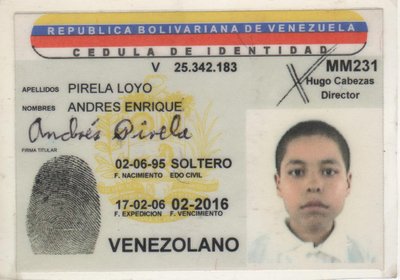 REPUBLICA BOLIVARIANA DE VENEZUELA
CEDULA DE IDENTIDAD
V 25.342.183
MM231
Hugo Cabezas
Director
APELLIDOS PIRELA LOYO
NOMBRES ANDRES ENRIQUE
Andrés Pirela
FIRMA TITULAR
02-06-95 SOLTERO
F. NACIMIENTO EDO CIVIL
17-02-06 02-2016
F. EXPEDICION F. VENCIMIENTO
VENEZOLANO